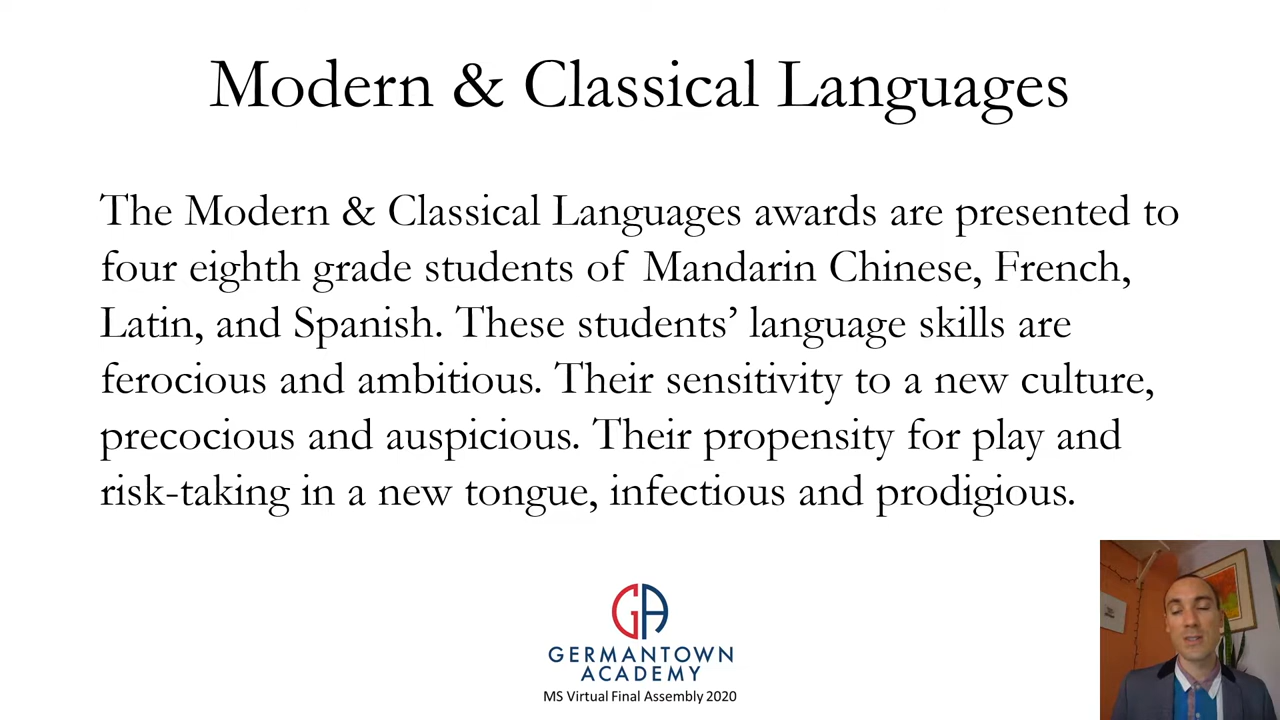 Modern & Classical Languages
The Modern & Classical Languages awards are presented to
four eighth grade students of Mandarin Chinese, French,
Latin, and Spanish. These students’ language skills are
ferocious and ambitious. Their sensitivity to a new culture,
precocious and auspicious. Their propensity for play and
risk-taking in a new tongue, infectious and prodigious.
GA
GERMANTOWN
ACADEMY
MS Virtual Final Assembly 2020